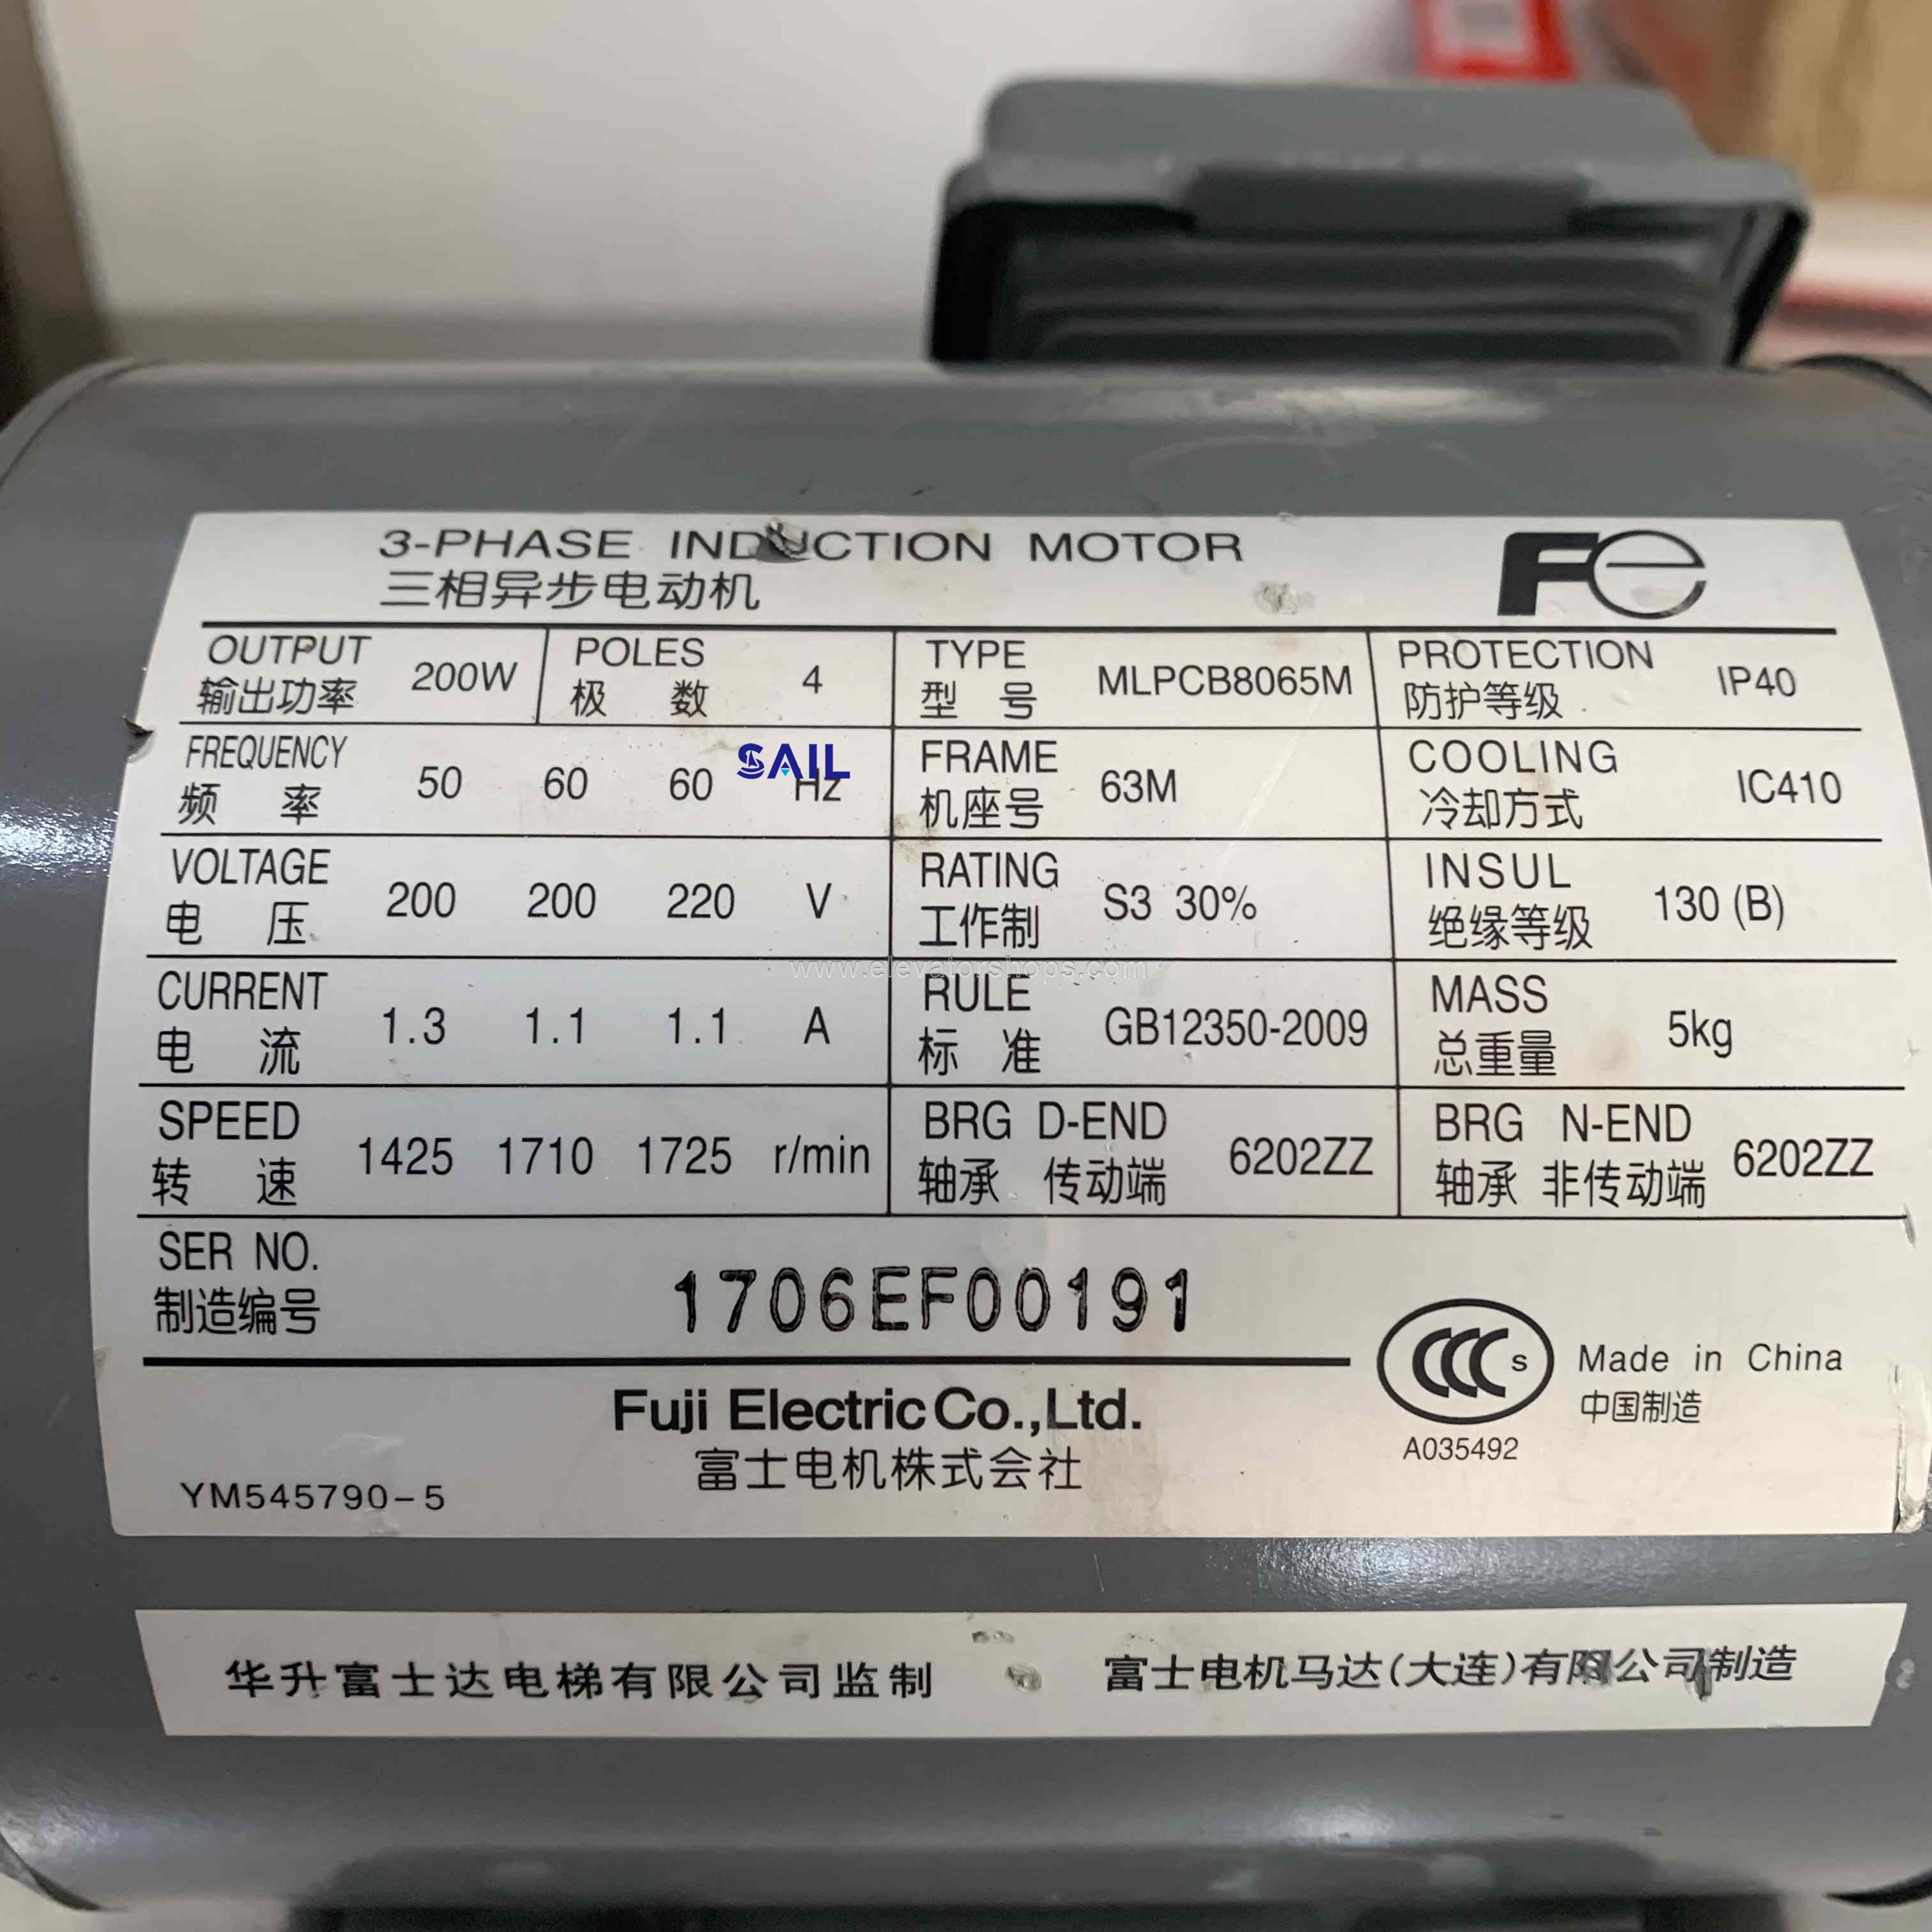 3-PHASE INDUCTION MOTOR
三相异步电动机
Fe
OUTPUT 200W POLES 4 TYPE MLPCB8065M PROTECTION IP40
输出功率 极 数 型 号 防护等级
SAIL
FREQUENCY 50 60 60 Hz FRAME 63M COOLING IC410
频 率 机座号 冷却方式
VOLTAGE 200 200 220 V RATING S3 30% INSUL 130 (B)
电 压 工作制 绝缘等级
www.elevatorshops.com
CURRENT 1.3 1.1 1.1 A RULE GB12350-2009 MASS 5kg
电 流 标 准 总重量
SPEED 1425 1710 1725 r/min BRG D-END 6202ZZ BRG N-END 6202ZZ
转 速 轴承 传动端 轴承 非传动端
SER NO. 1706EF00191
制造编号
CCC S Made in China
中国制造
A035492
Fuji Electric Co.,Ltd.
富士电机株式会社
YM545790-5
华升富士达电梯有限公司监制 富士电机马达(大连)有限公司制造